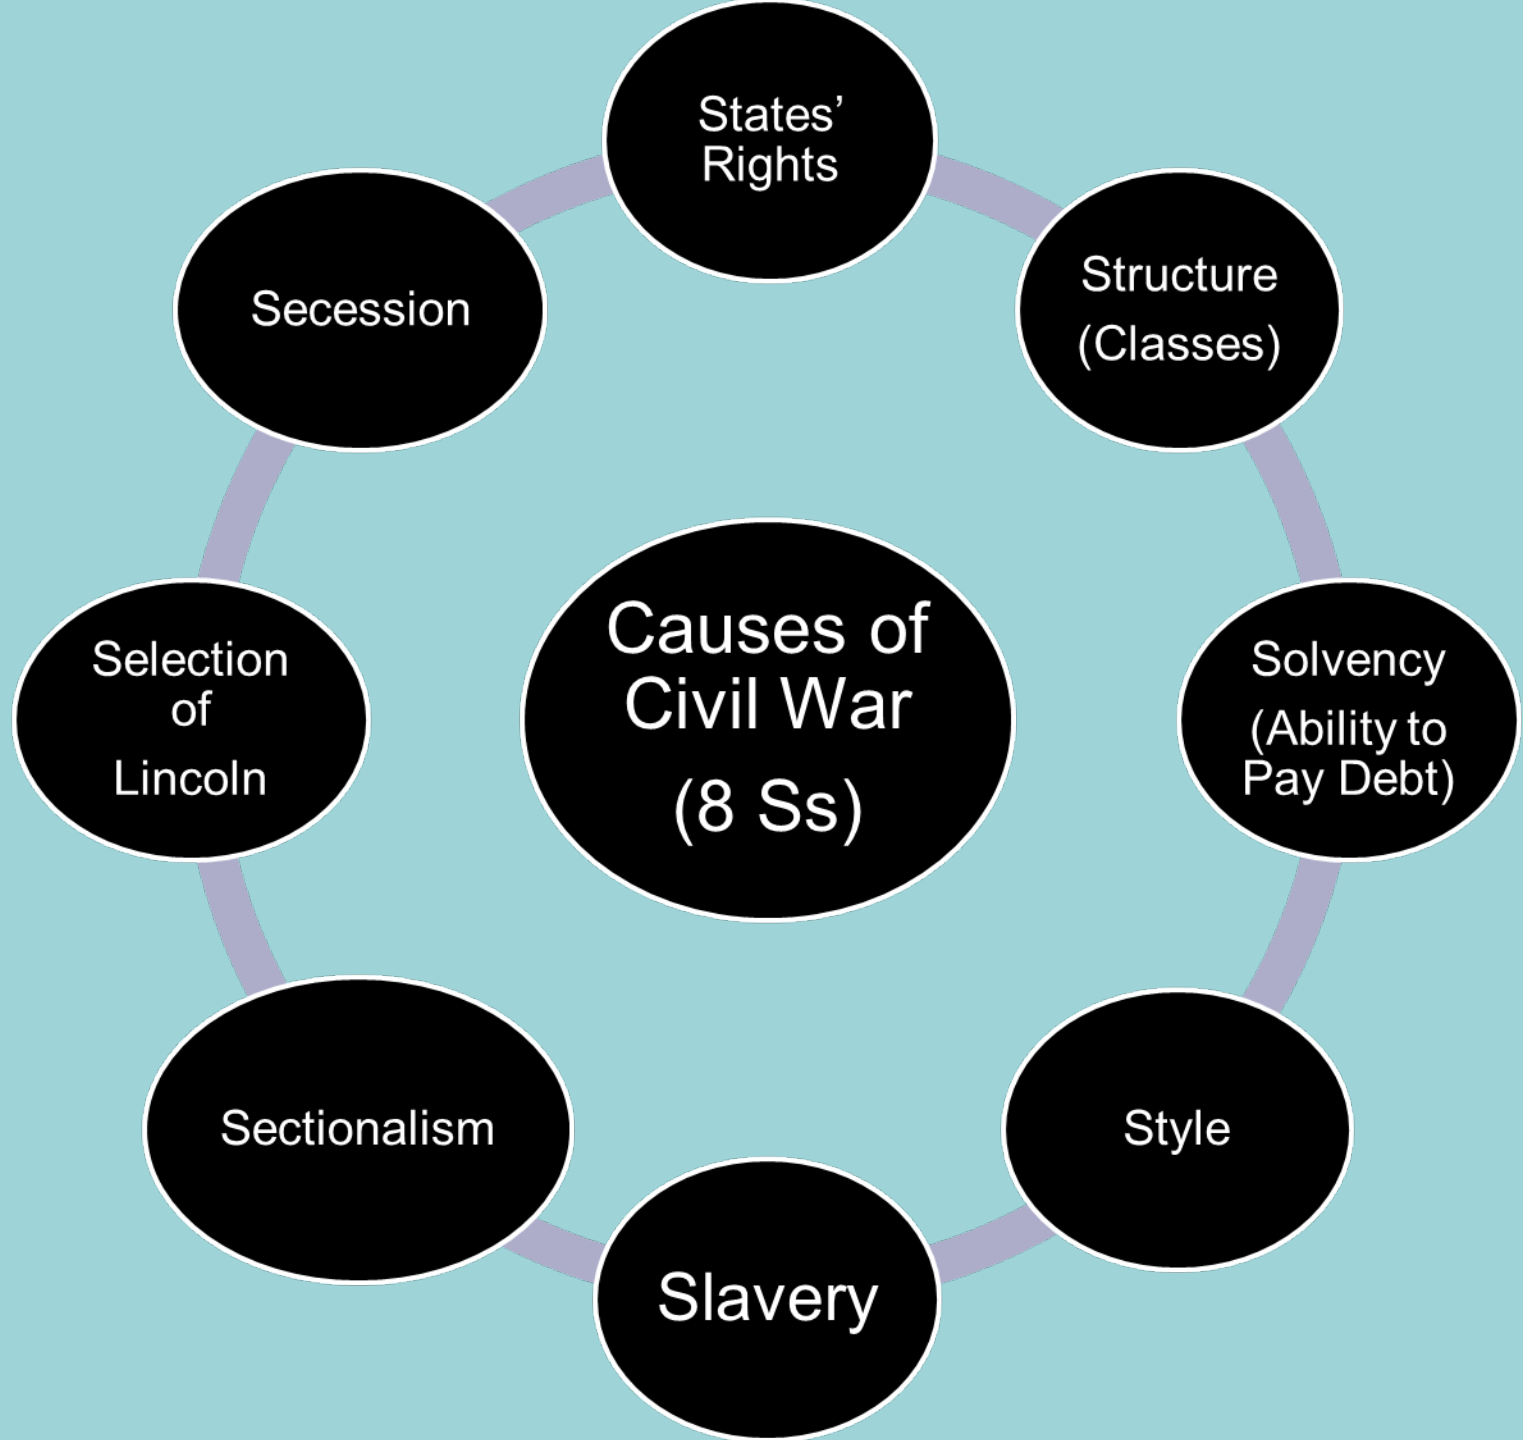 States’
Rights
Structure
(Classes)
Solvency
(Ability to
Pay Debt)
Style
Slavery
Sectionalism
Selection
of
Lincoln
Secession
Causes of
Civil War
(8 Ss)